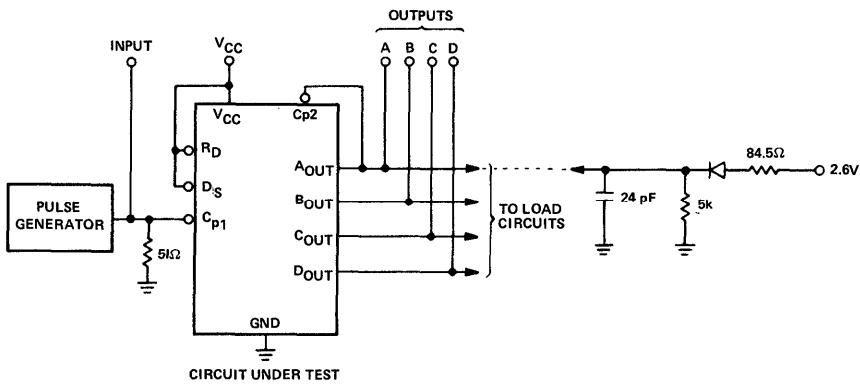 OUTPUTS
INPUT
VCC
A B C D
VCC
Cp2
RD
DS
Cp1
AOUT
BOUT
COUT
DOUT
GND
PULSE
GENERATOR
51Ω
TO LOAD
CIRCUITS
24 pF
5k
84.5Ω
2.6V
CIRCUIT UNDER TEST